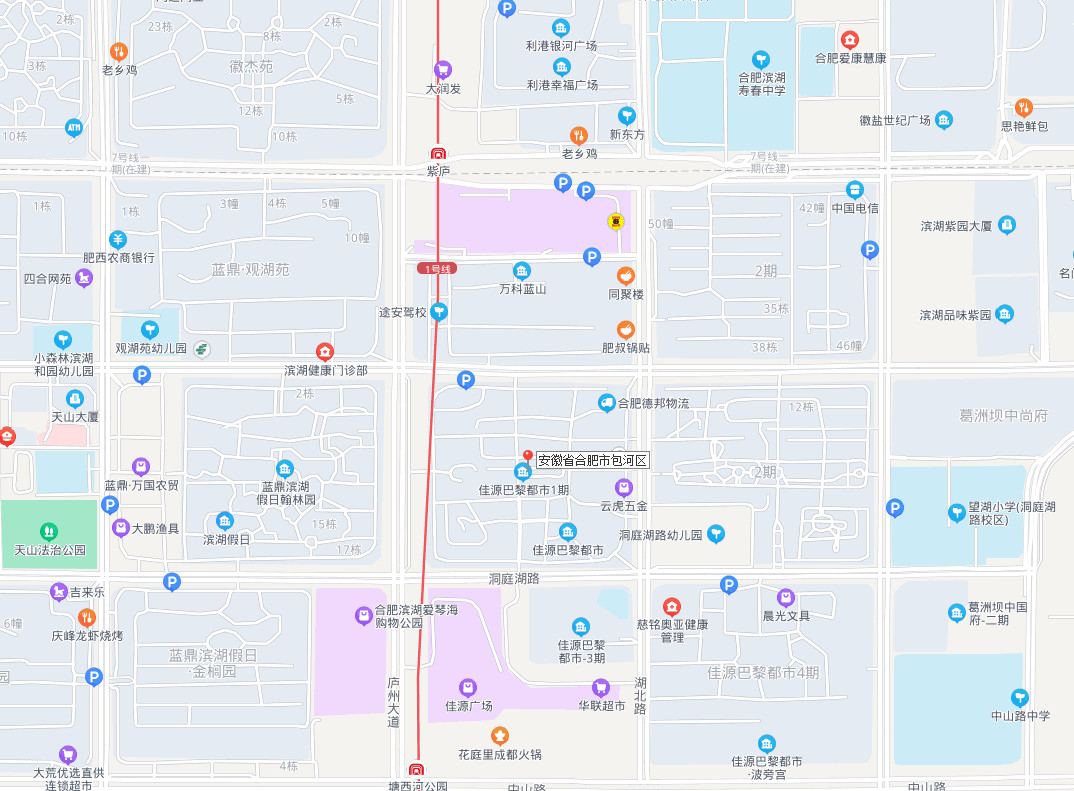 2栋
23栋
8栋
2栋
利港银河广场
合肥爱康慧康
老乡鸡
3栋
徽杰苑
大润发
利港幸福广场
合肥滨湖
寿春中学
5栋
12栋
ATM
10栋
10栋
新东方
徽盐世纪广场
思艳鲜包
老乡鸡
7号线一
期(在建)
紫庐
7号线一
期(在建)
1栋
1栋
3幢
4栋
5幢
10幢
50幢
42幢
中国电信
滨湖紫园大厦
肥西农商银行
四合网苑
蓝鼎·观湖苑
1号线
万科蓝山
同聚楼
2期
35栋
途安驾校
滨湖品味紫园
观湖苑幼儿园
小森林滨湖
和园幼儿园
滨湖健康门诊部
肥叔锅贴
38栋
46幢
天山大厦
2栋
合肥德邦物流
12栋
葛洲坝中尚府
安徽省合肥市包河区
2期
蓝鼎·万国农贸
蓝鼎滨湖
假日翰林园
佳源巴黎都市1期
云虎五金
大鹏渔具
滨湖假日
15栋
17栋
佳源巴黎都市
洞庭湖路幼儿园
望湖小学(洞庭湖
路校区)
天山法治公园
洞庭湖路
吉来乐
6幢
庆峰龙虾烧烤
合肥滨湖爱琴海
购物公园
慈铭奥亚健康
管理
晨光文具
葛洲坝中国
府-二期
蓝鼎滨湖假日
·金榈园
佳源巴黎
都市-3期
佳源巴黎都市4期
园
庐州大道
佳源广场
华联超市
湖北路
中山路中学
花庭里成都火锅
4栋
大荒优选直供
连锁超市
塘西河公园
中山路
佳源巴黎都市
·波旁宫
中山路